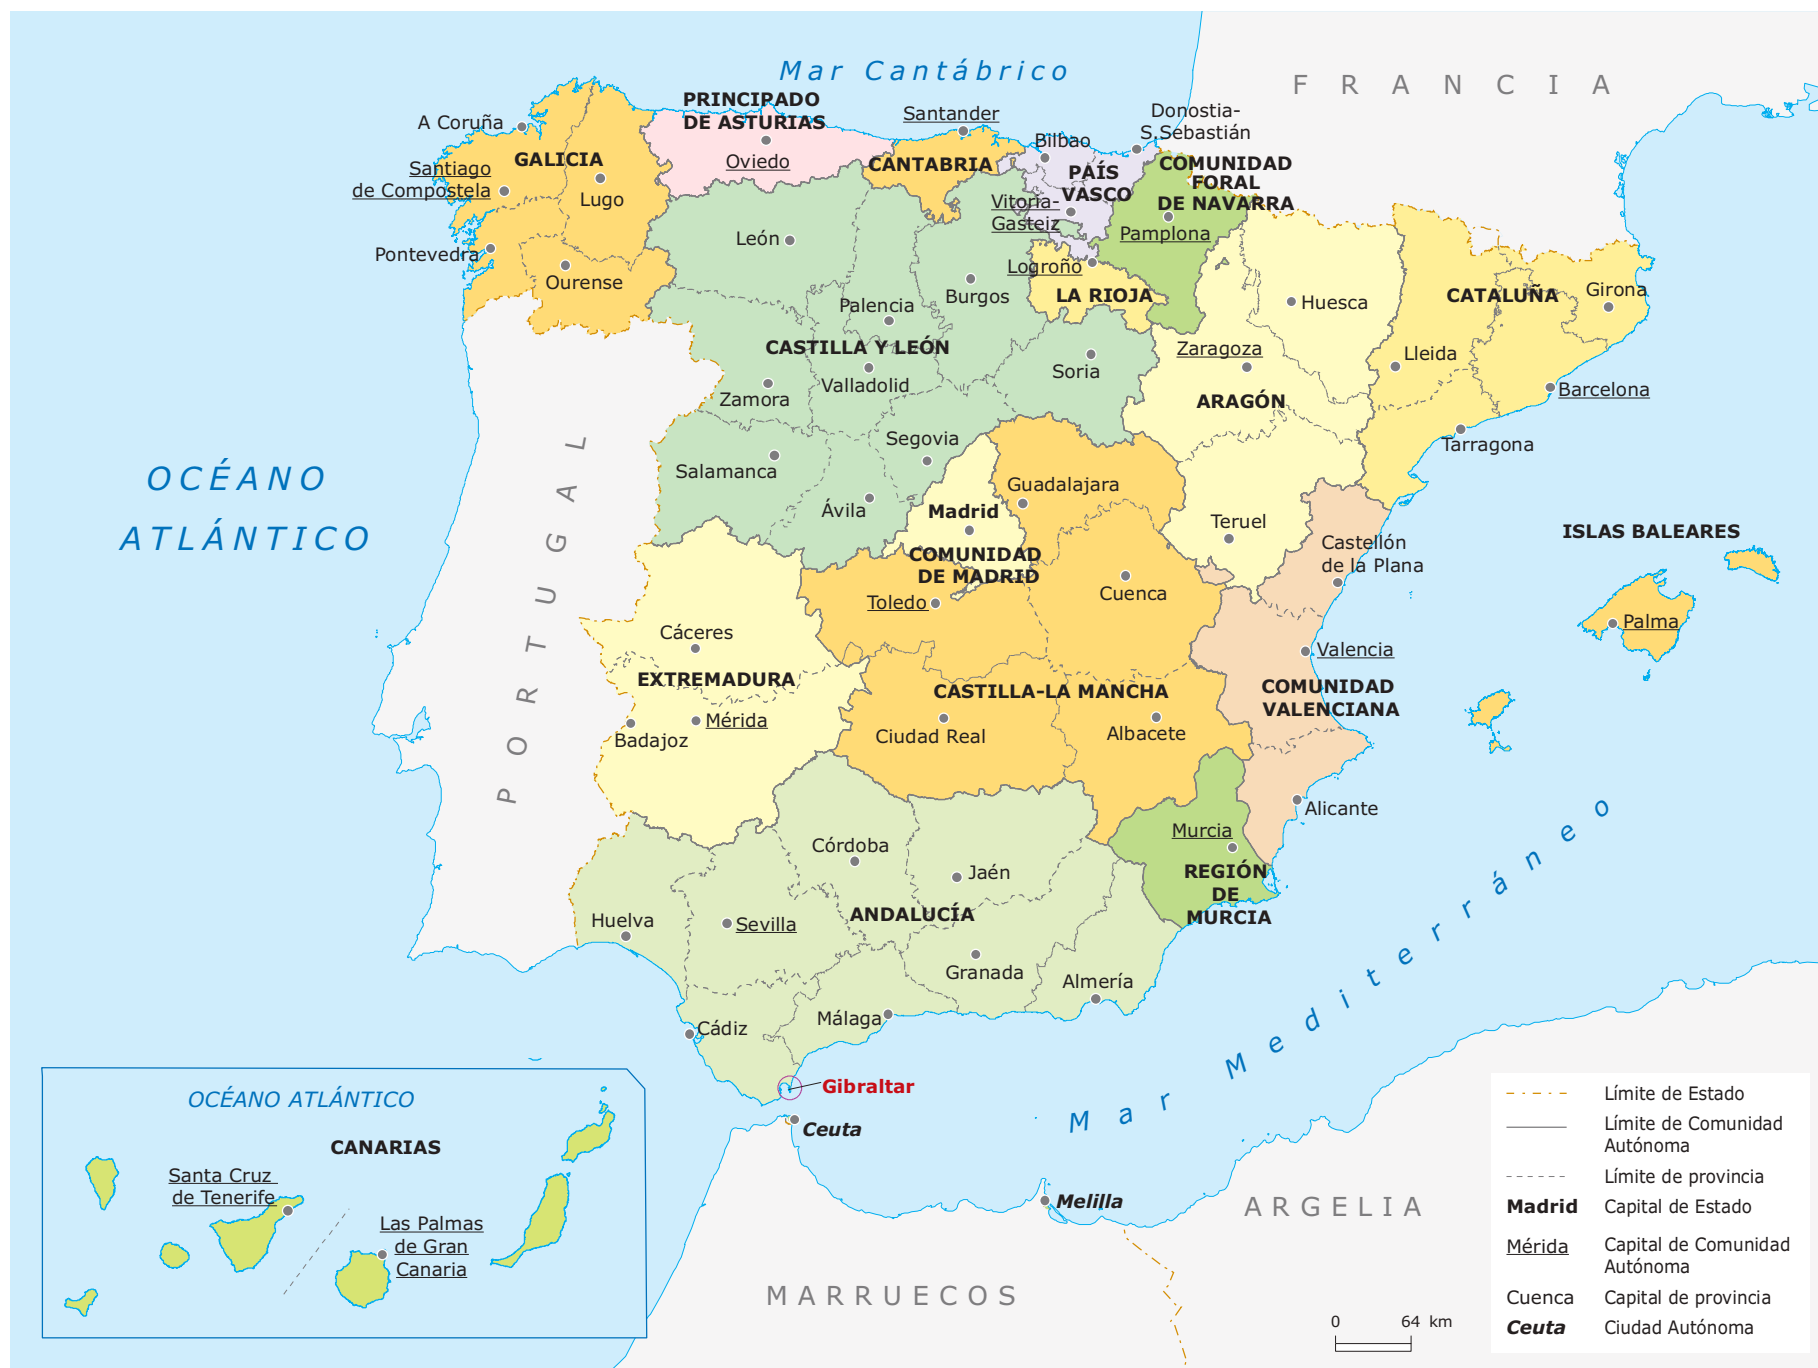 Mar Cantábrico
FRANCIA
PRINCIPADO
DE ASTURIAS
Oviedo
A Coruña
Santiago
de Compostela
GALICIA
Lugo
Pontevedra
Ourense
Santander
CANTABRIA
Bilbao
Donostia-
S.Sebastián
PAÍS
VASCO
Vitoria-
Gasteiz
COMUNIDAD
FORAL
DE NAVARRA
Pamplona
Logroño
LA RIOJA
León
Palencia
Burgos
CASTILLA Y LEÓN
Valladolid
Zamora
Soria
Segovia
Salamanca
Ávila
Huesca
Zaragoza
ARAGÓN
Teruel
CATALUÑA
Girona
Lleida
Barcelona
Tarragona
OCÉANO
ATLÁNTICO
PORTUGAL
Madrid
COMUNIDAD
DE MADRID
Guadalajara
Toledo
Cuenca
CASTILLA-LA MANCHA
Ciudad Real
Albacete
Cáceres
EXTREMADURA
Mérida
Badajoz
Castellón
de la Plana
Valencia
COMUNIDAD
VALENCIANA
Alicante
ISLAS BALEARES
Palma
Murcia
REGIÓN
DE
MURCIA
Córdoba
Jaén
ANDALUCÍA
Huelva
Sevilla
Granada
Almería
Málaga
Cádiz
Gibraltar
Ceuta
Melilla
Mar Mediterráneo
MARRUECOS
ARGELIA
OCÉANO ATLÁNTICO
CANARIAS
Santa Cruz
de Tenerife
Las Palmas
de Gran
Canaria
0 64 km
Límite de Estado
Límite de Comunidad
Autónoma
Límite de provincia
Madrid Capital de Estado
Mérida Capital de Comunidad
Autónoma
Cuenca Capital de provincia
Ceuta Ciudad Autónoma